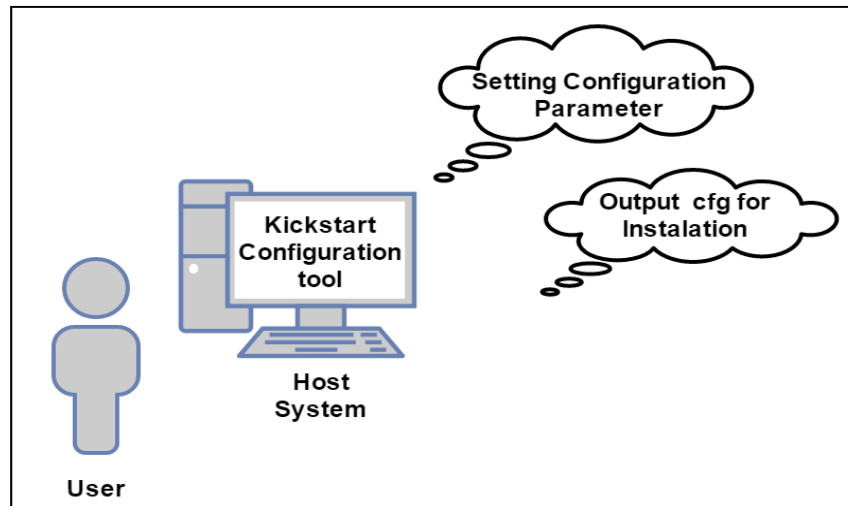 Setting Configuration
Parameter
Output cfg for
Instalation
Kickstart
Configuration
tool
Host
System
User